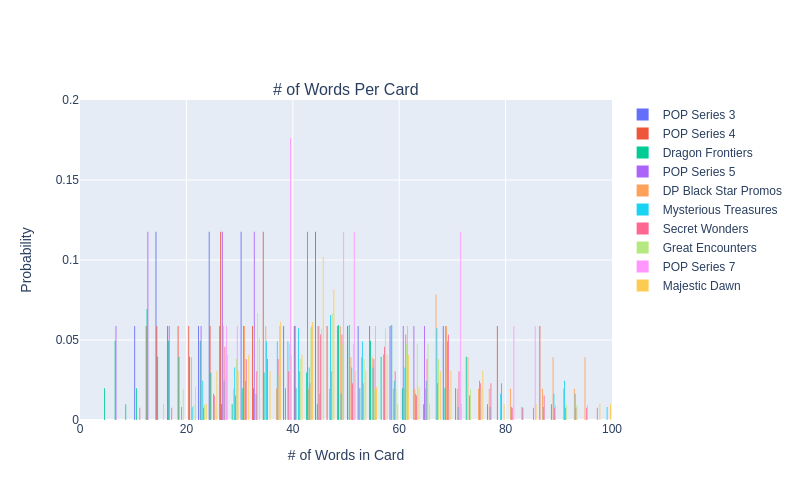 # of Words Per Card
0.2
0.15
0.1
0.05
0
0
20
40
60
80
100
Probability
# of Words in Card
POP Series 3
POP Series 4
Dragon Frontiers
POP Series 5
DP Black Star Promos
Mysterious Treasures
Secret Wonders
Great Encounters
POP Series 7
Majestic Dawn